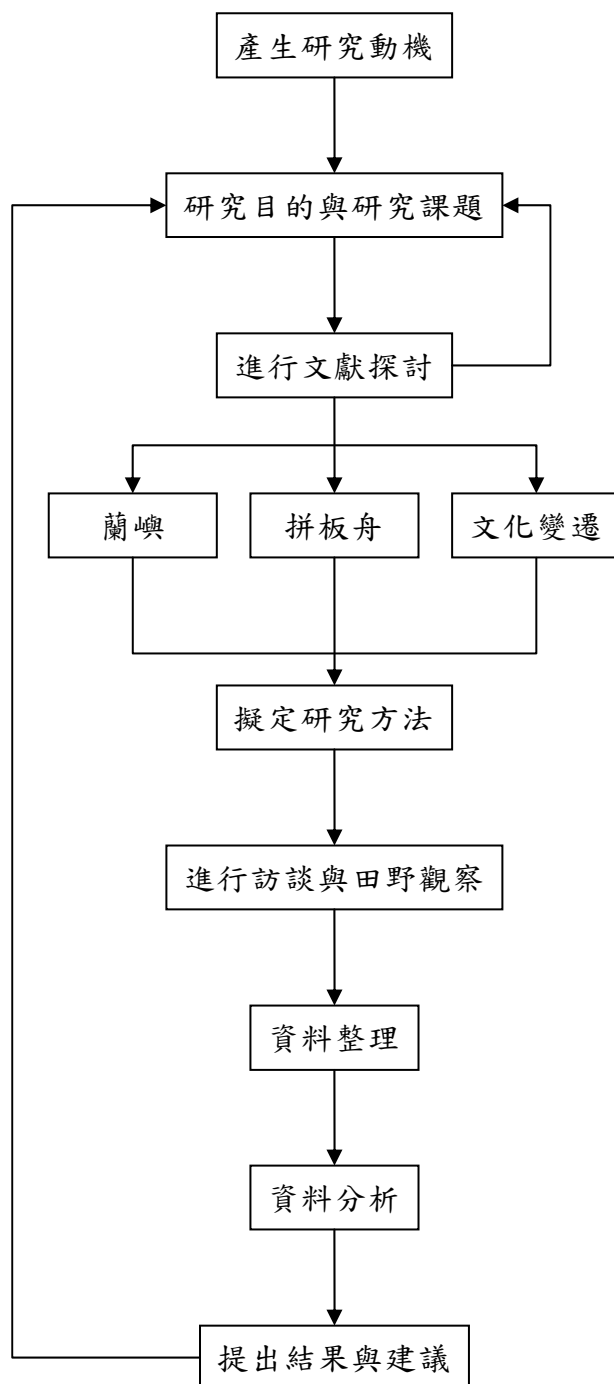 產生研究動機
研究目的與研究課題
進行文獻探討
蘭嶼
拼板舟
文化變遷
擬定研究方法
進行訪談與田野觀察
資料整理
資料分析
提出結果與建議